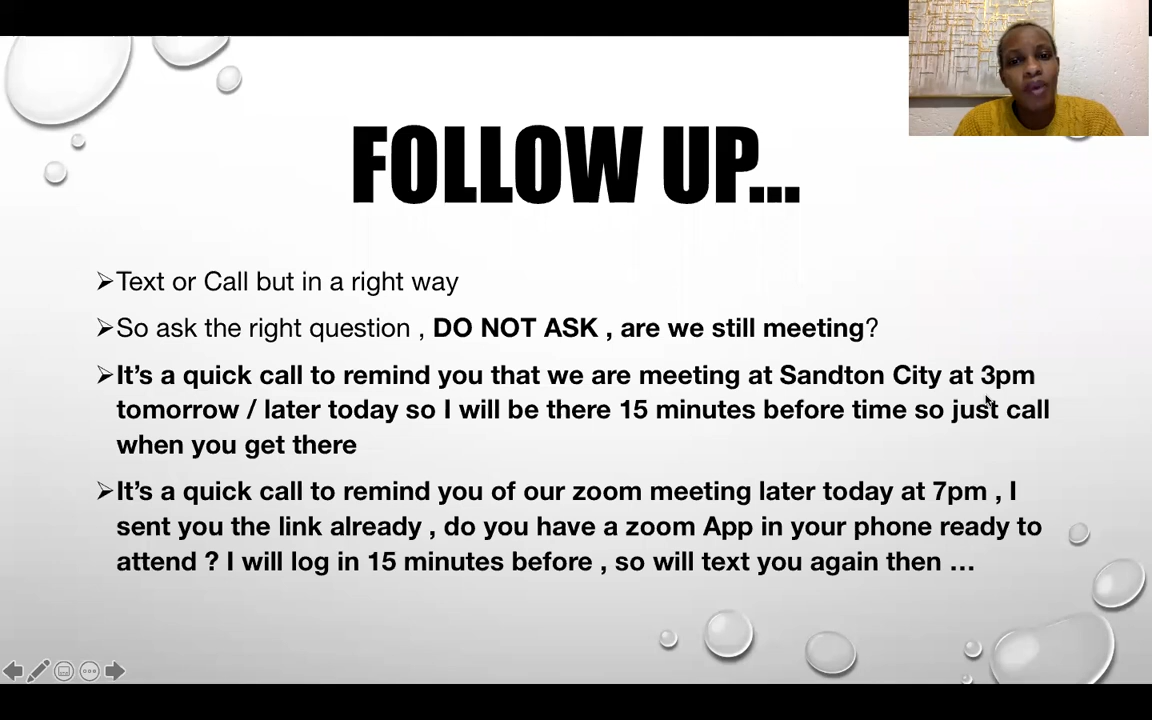 FOLLOW UP...
➢Text or Call but in a right way
➢So ask the right question , DO NOT ASK , are we still meeting?
➢It’s a quick call to remind you that we are meeting at Sandton City at 3pm
tomorrow / later today so I will be there 15 minutes before time so just call
when you get there
➢It’s a quick call to remind you of our zoom meeting later today at 7pm , I
sent you the link already , do you have a zoom App in your phone ready to
attend ? I will log in 15 minutes before , so will text you again then …